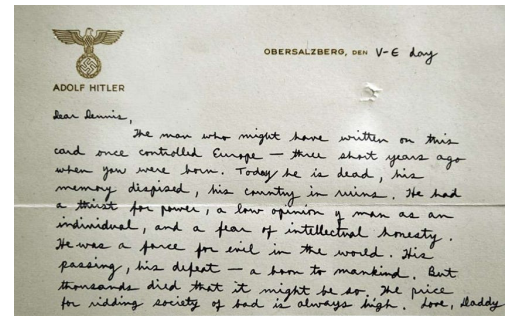 OBERSALZBERG, DEN V-E day
ADOLF HITLER
Dear Dennis,
The man who might have written on this
card once controlled Europe — three short years ago
when you were born. Today he is dead, his
memory despised, his country in ruins. He had
a thirst for power, a low opinion of man as an
individual, and a fear of intellectual honesty.
He was a force for evil in the world. His
passing, his defeat — a boon to mankind. But
thousands died that it might be so. The price
for ridding society of bad is always high. Love, Daddy